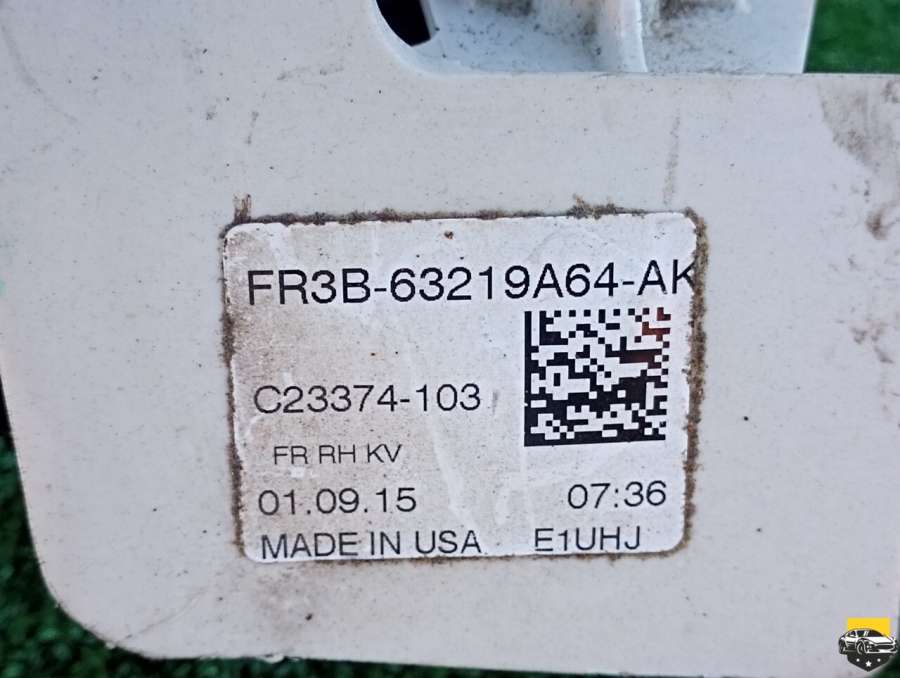 FR3B-63219A64-AK
C23374-103
FR RH KV
01.09.15 07:36
MADE IN USA E1UHJ